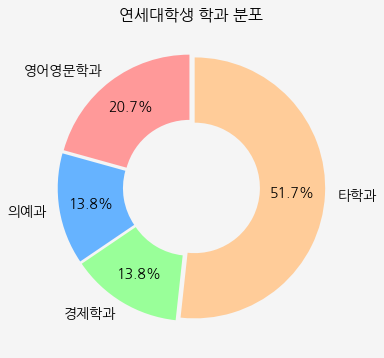 연세대학생 학과 분포
영어영문학과
20.7%
의예과
13.8%
경제학과
13.8%
타학과
51.7%